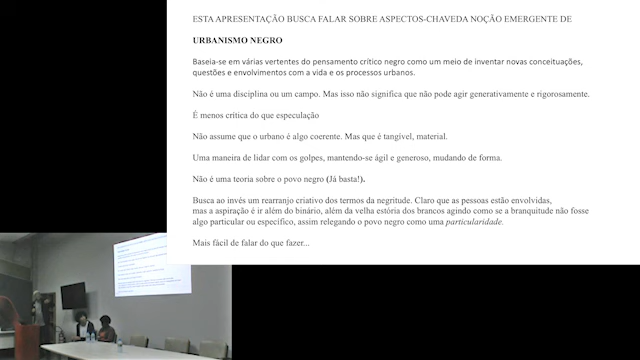 ESTA APRESENTAÇÃO BUSCA FALAR SOBRE ASPECTOS-CHAVEDA NOÇÃO EMERGENTE DE
URBANISMO NEGRO
Baseia-se em várias vertentes do pensamento crítico negro como um meio de inventar novas conceituações,
questões e envolvimentos com a vida e os processos urbanos.
Não é uma disciplina ou um campo. Mas isso não significa que não pode agir generativamente e rigorosamente.
É menos crítica do que especulação
Não assume que o urbano é algo coerente. Mas que é tangível, material.
Uma maneira de lidar com os golpes, mantendo-se ágil e generoso, mudando de forma.
Não é uma teoria sobre o povo negro (Já basta!).
Busca ao invés um rearranjo criativo dos termos da negritude. Claro que as pessoas estão envolvidas,
mas a aspiração é ir além do binário, além da velha estória dos brancos agindo como se a branquitude não fosse
algo particular ou específico, assim relegando o povo negro como uma particularidade.
Mais fácil de falar do que fazer...